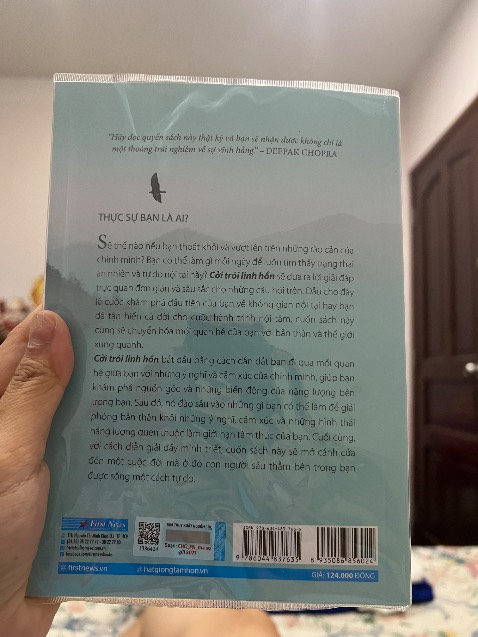 "Hãy đọc quyển sách này thật kỹ và bạn sẽ nhận được không chỉ là
một thoáng trải nghiệm về sự vĩnh hằng." – DEEPAK CHOPRA
THỰC SỰ BẠN LÀ AI?
Sẽ thế nào nếu bạn thoát khỏi và vượt lên trên những rào cản của
chính mình? Bạn có thể làm gì mỗi ngày để luôn tìm thấy trạng thái
an nhiên và tự do nội tại này? Cởi trói linh hồn sẽ đưa ra lời giải đáp
trực quan đơn giản và sâu sắc cho những câu hỏi trên. Dẫu cho đây
là cuộc khám phá đầu tiên của bạn về không gian nội tại hay bạn
đã tận hiến cả đời cho cuộc hành trình nội tâm, cuốn sách này
cũng sẽ chuyển hóa mối quan hệ của bạn với bản thân và thế giới
xung quanh.
Cởi trói linh hồn bắt đầu bằng cách dẫn dắt bạn đi qua mối quan
hệ giữa bạn với những ý nghĩ và cảm xúc của chính mình, giúp bạn
khám phá nguồn gốc và những biến động của năng lượng bên
trong bạn. Sau đó, nó đào sâu vào những gì bạn có thể làm để giải
phóng bản thân khỏi những ý nghĩ, cảm xúc và những hình thái
năng lượng quen thuộc làm giới hạn tâm thức của bạn. Cuối cùng,
với cách diễn giải đầy minh triết, cuốn sách này sẽ mở cánh cửa
đến một cuộc đời mà ở đó con người sâu thẳm bên trong bạn
được sống một cách tự do.
First News
9 786044 837635
8 935086 856024
firstnews.vn
hatgiongtamhon.vn
GIÁ: 124.000 ĐỒNG